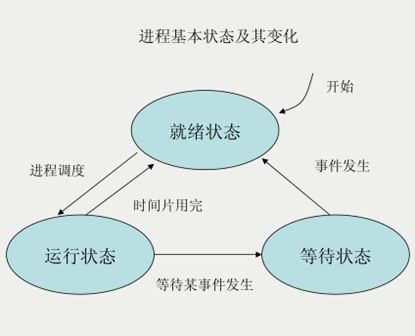 进程基本状态及其变化
开始
就绪状态
进程调度
事件发生
时间片用完
运行状态
等待状态
等待某事件发生